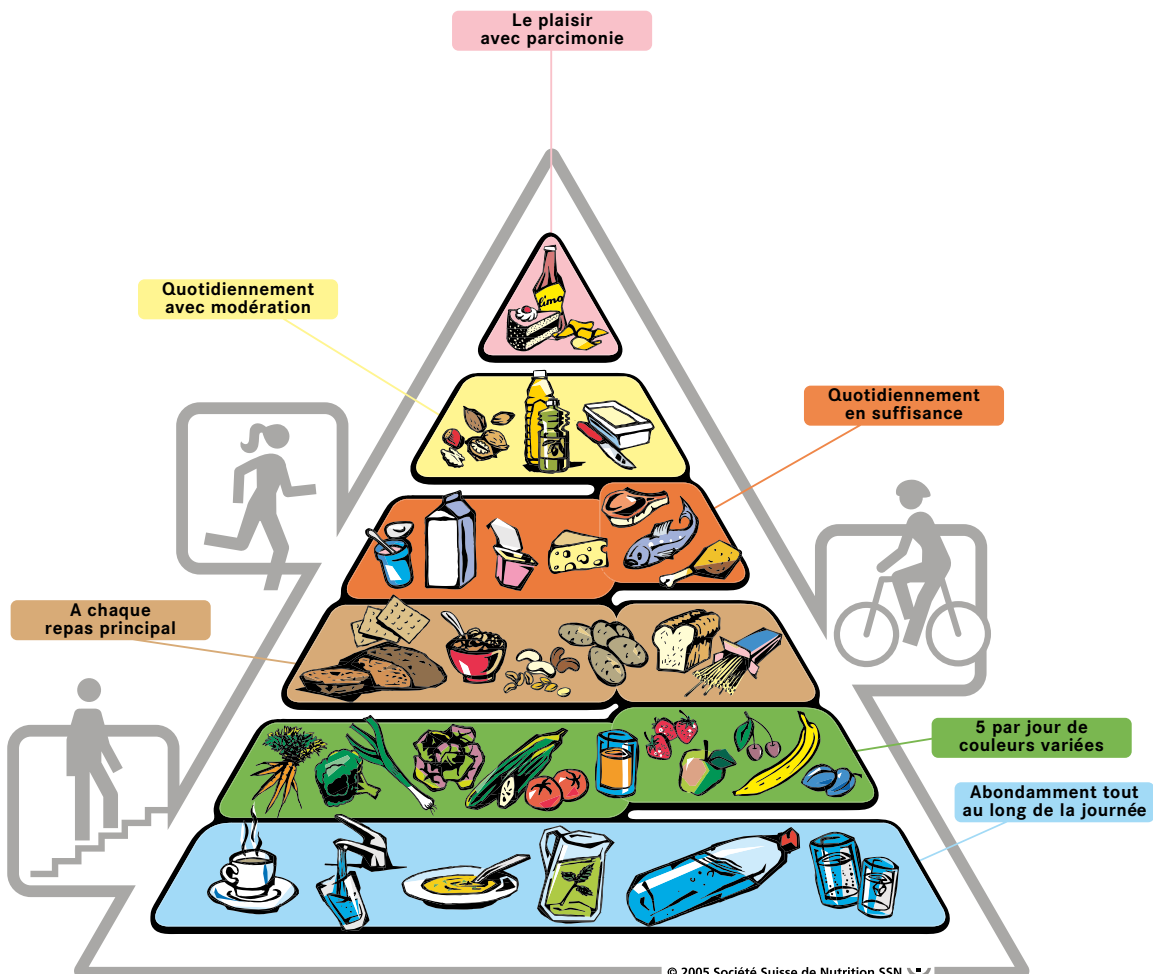 Le plaisir
avec parcimonie
limo
Quotidiennement
avec modération
Quotidiennement
en suffisance
A chaque
repas principal
5 par jour de
couleurs variées
Abondamment tout
au long de la journée
© 2005 Société Suisse de Nutrition SSN